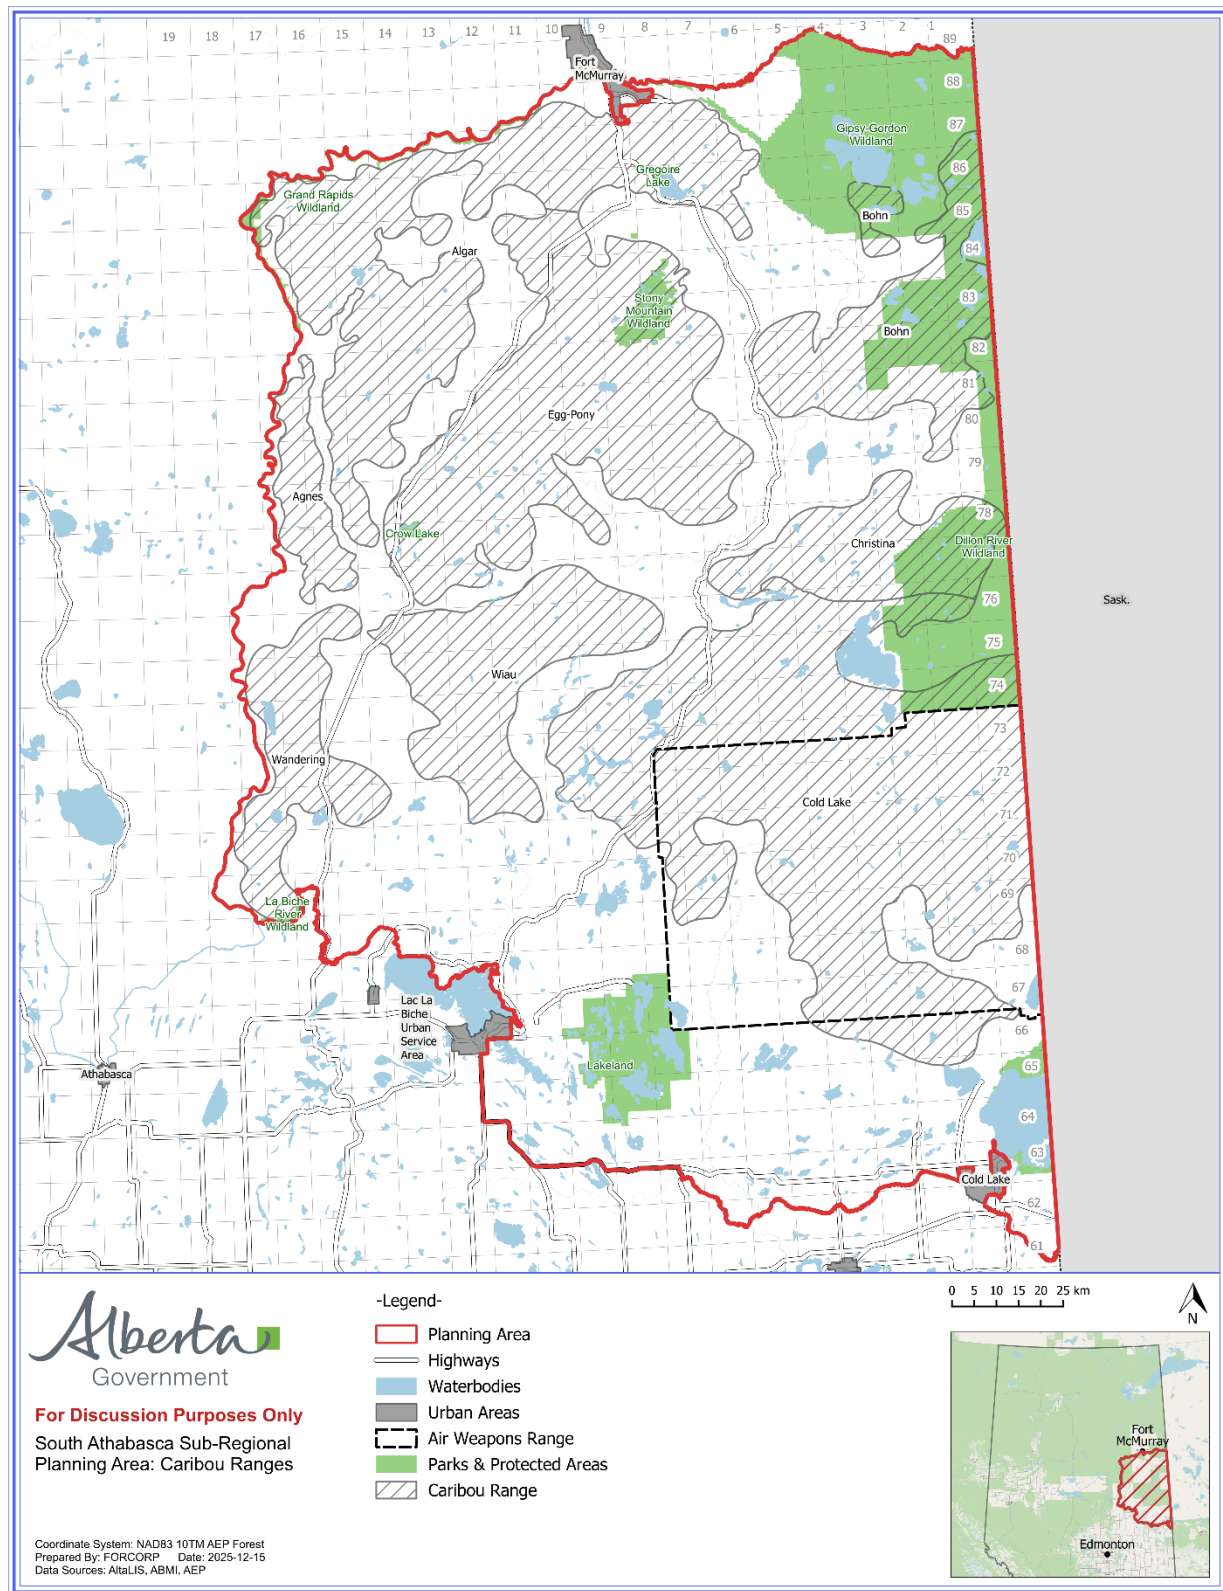 19 18 17 16 15 14 13 12 11 10 9 8 7 6 5 4 3 2 1
89
Fort
McMurray
88
87
Gipsy-Gordon
Wildland
86
Gregoire
Lake
Grand Rapids
Wildland
85
Bohn
84
Algar
83
Stony
Mountain
Wildland
Bohn
82
81
80
Egg-Pony
79
Agnes
78
Crow Lake
Christina
Dillon River
Wildland
76
Sask.
75
Wiau
74
73
Wandering
72
Cold Lake
71
70
69
La Biche
River
Wildland
68
67
Lac La
Biche
Urban
Service
Area
66
Lakeland
65
Athabasca
64
63
Cold Lake
62
61
Alberta
Government
For Discussion Purposes Only
South Athabasca Sub-Regional
Planning Area: Caribou Ranges
Coordinate System: NAD83 10TM AEP Forest
Prepared By: FORCORP Date: 2025-12-15
Data Sources: AltaLIS, ABMI, AEP
-Legend-
Planning Area
Highways
Waterbodies
Urban Areas
Air Weapons Range
Parks & Protected Areas
Caribou Range
0 5 10 15 20 25 km
N
Fort
McMurray
Edmonton